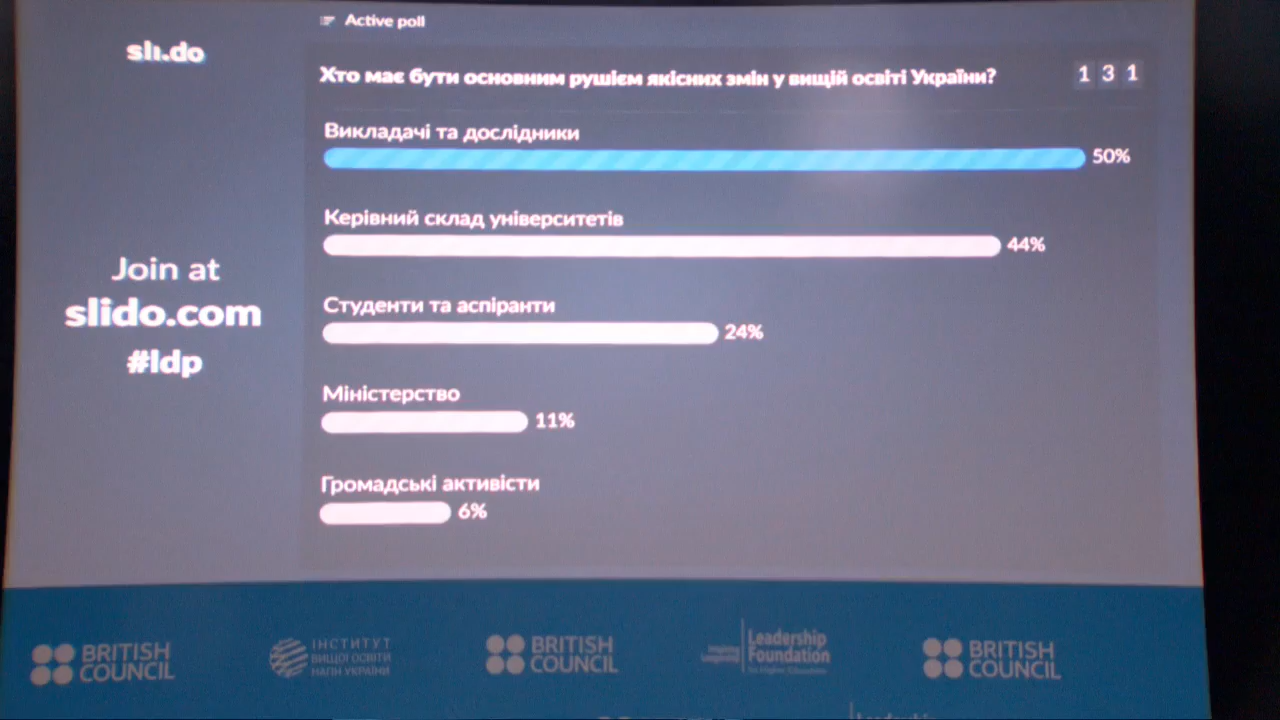 Active poll
sli.do
Хто має бути основним рушієм якісних змін у вищій освіті України?
1 3 1
Викладачі та дослідники
50%
Керівний склад університетів
44%
Студенти та аспіранти
24%
Міністерство
11%
Громадські активісти
6%
Join at
slido.com
#ldp
BRITISH
COUNCIL
ІНСТИТУТ
ВИЩОЇ ОСВІТИ
НАПН УКРАЇНИ
BRITISH
COUNCIL
Leadership
Foundation
for Higher Education
BRITISH
COUNCIL